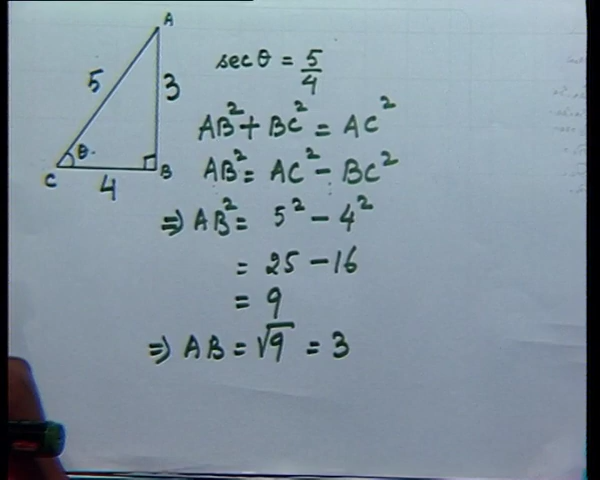 A
5
3
θ
C
4
B
secθ = 5/4
AB² + BC² = AC²
AB² = AC² - BC²
⇒ AB² = 5² - 4²
= 25 - 16
= 9
⇒ AB = √9 = 3